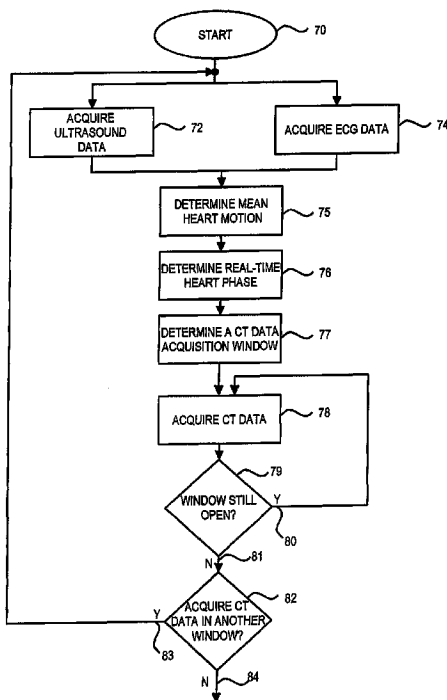 START
70
ACQUIRE
ULTRASOUND
DATA
72
ACQUIRE ECG DATA
74
DETERMINE MEAN
HEART MOTION
75
DETERMINE REAL-TIME
HEART PHASE
76
DETERMINE A CT DATA
ACQUISITION WINDOW
77
ACQUIRE CT DATA
78
79
WINDOW STILL
OPEN?
Y
80
N
81
82
ACQUIRE CT
DATA IN ANOTHER
WINDOW?
Y
83
N
84